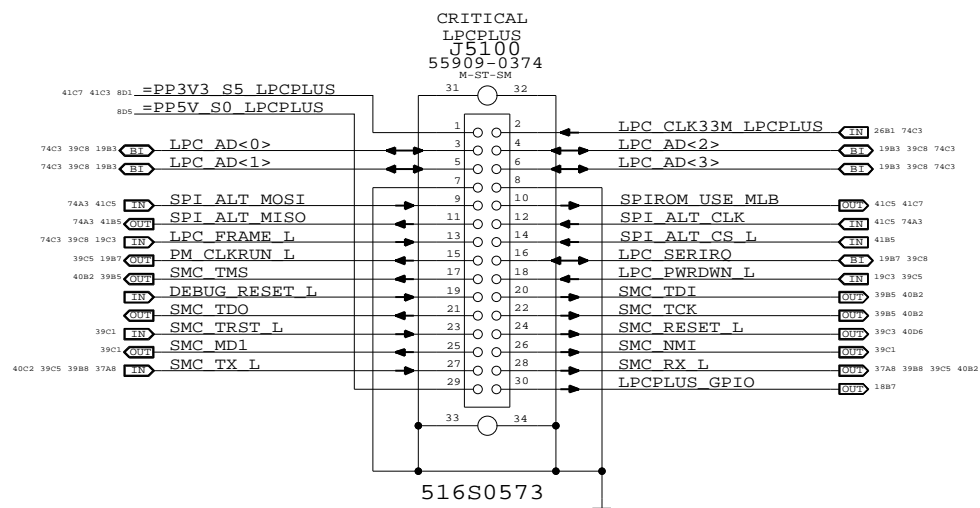 CRITICAL
LPCPLUS
J5100
55909-0374
M-ST-SM
41C7 41C3 8D1 =PP3V3_S5_LPCPLUS 31 32
8D5 =PP5V_S0_LPCPLUS
1 2 LPC_CLK33M_LPCPLUS IN 26B1 74C3
74C3 39C8 19B3 BI LPC_AD<0> 3 4 LPC_AD<2> BI 19B3 39C8 74C3
74C3 39C8 19B3 BI LPC_AD<1> 5 6 LPC_AD<3> BI 19B3 39C8 74C3
7 8
74A3 41C5 IN SPI_ALT_MOSI 9 10 SPIROM_USE_MLB OUT 41C5 41C7
74A3 41B5 OUT SPI_ALT_MISO 11 12 SPI_ALT_CLK IN 41C5 74A3
74C3 39C8 19C3 IN LPC_FRAME_L 13 14 SPI_ALT_CS_L IN 41B5
39C5 19B7 OUT PM_CLKRUN_L 15 16 LPC_SERIRQ BI 19B7 39C8
40B2 39B5 OUT SMC_TMS 17 18 LPC_PWRDWN_L IN 19C3 39C5
IN DEBUG_RESET_L 19 20 SMC_TDI OUT 39B5 40B2
OUT SMC_TDO 21 22 SMC_TCK OUT 39B5 40B2
39C1 IN SMC_TRST_L 23 24 SMC_RESET_L OUT 39C3 40D6
39C1 OUT SMC_MD1 25 26 SMC_NMI OUT 39C1
40C2 39C5 39B8 37A8 IN SMC_TX_L 27 28 SMC_RX_L OUT 37A8 39B8 39C5 40B2
29 30 LPCPLUS_GPIO OUT 18B7
33 34
516S0573